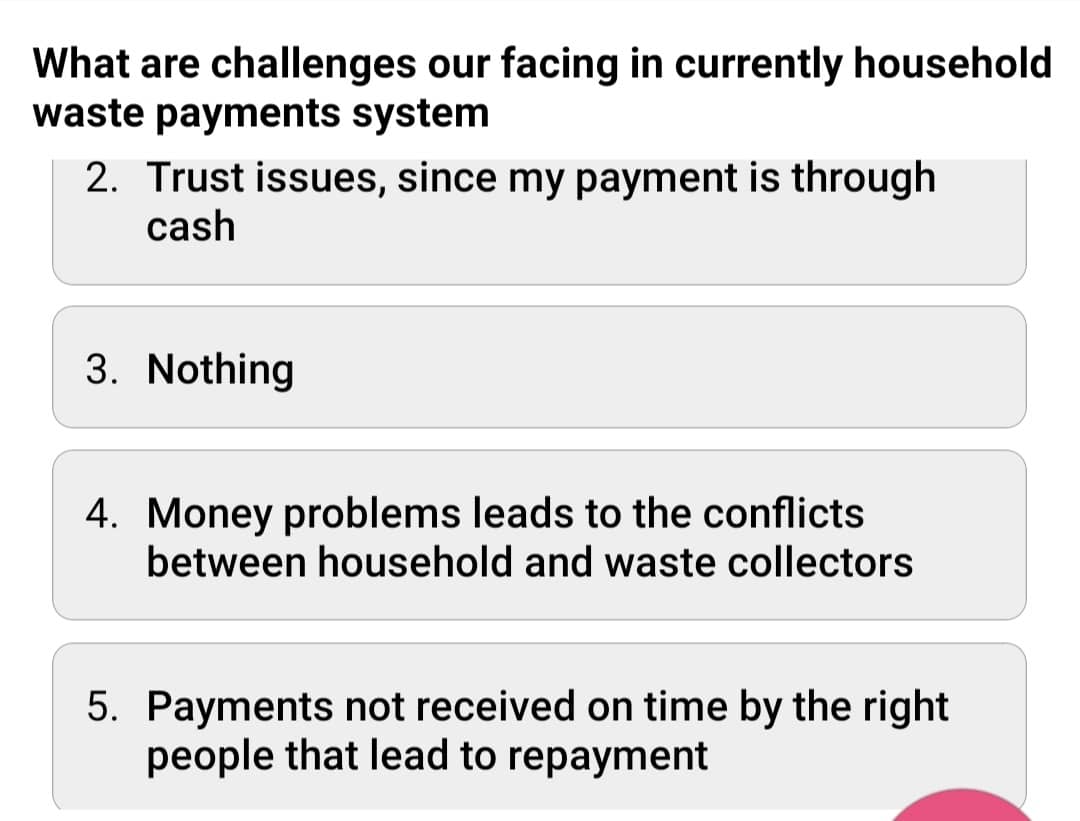 What are challenges our facing in currently household
waste payments system
2. Trust issues, since my payment is through
cash
3. Nothing
4. Money problems leads to the conflicts
between household and waste collectors
5. Payments not received on time by the right
people that lead to repayment